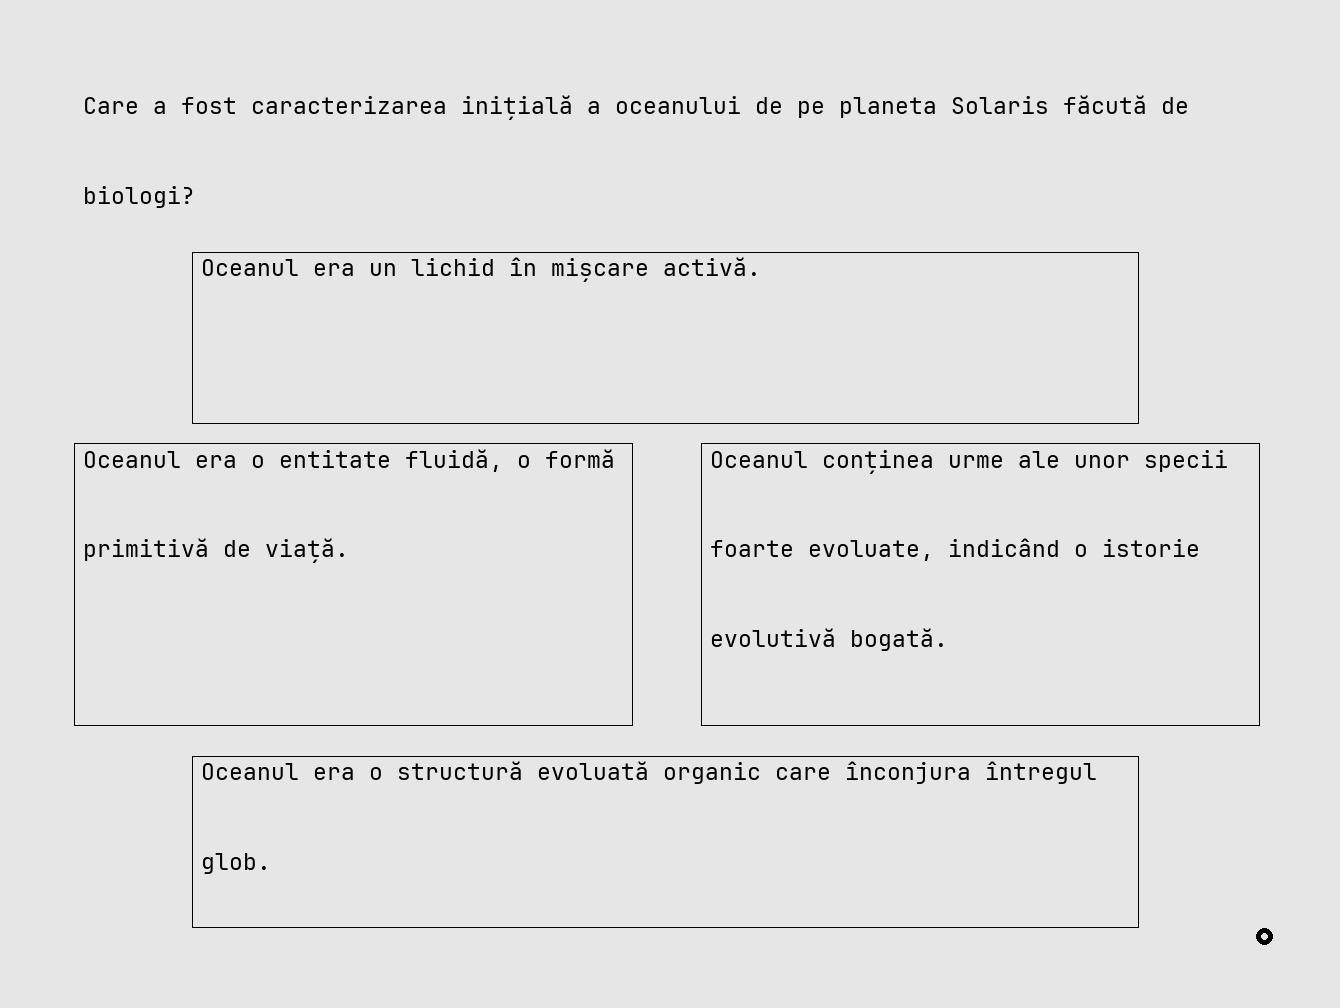 Care a fost caracterizarea inițială a oceanului de pe planeta Solaris făcută de
biologi?
Oceanul era un lichid în mișcare activă.
Oceanul era o entitate fluidă, o formă
primitivă de viață.
Oceanul conținea urme ale unor specii
foarte evoluate, indicând o istorie
evolutivă bogată.
Oceanul era o structură evoluată organic care înconjura întregul
glob.